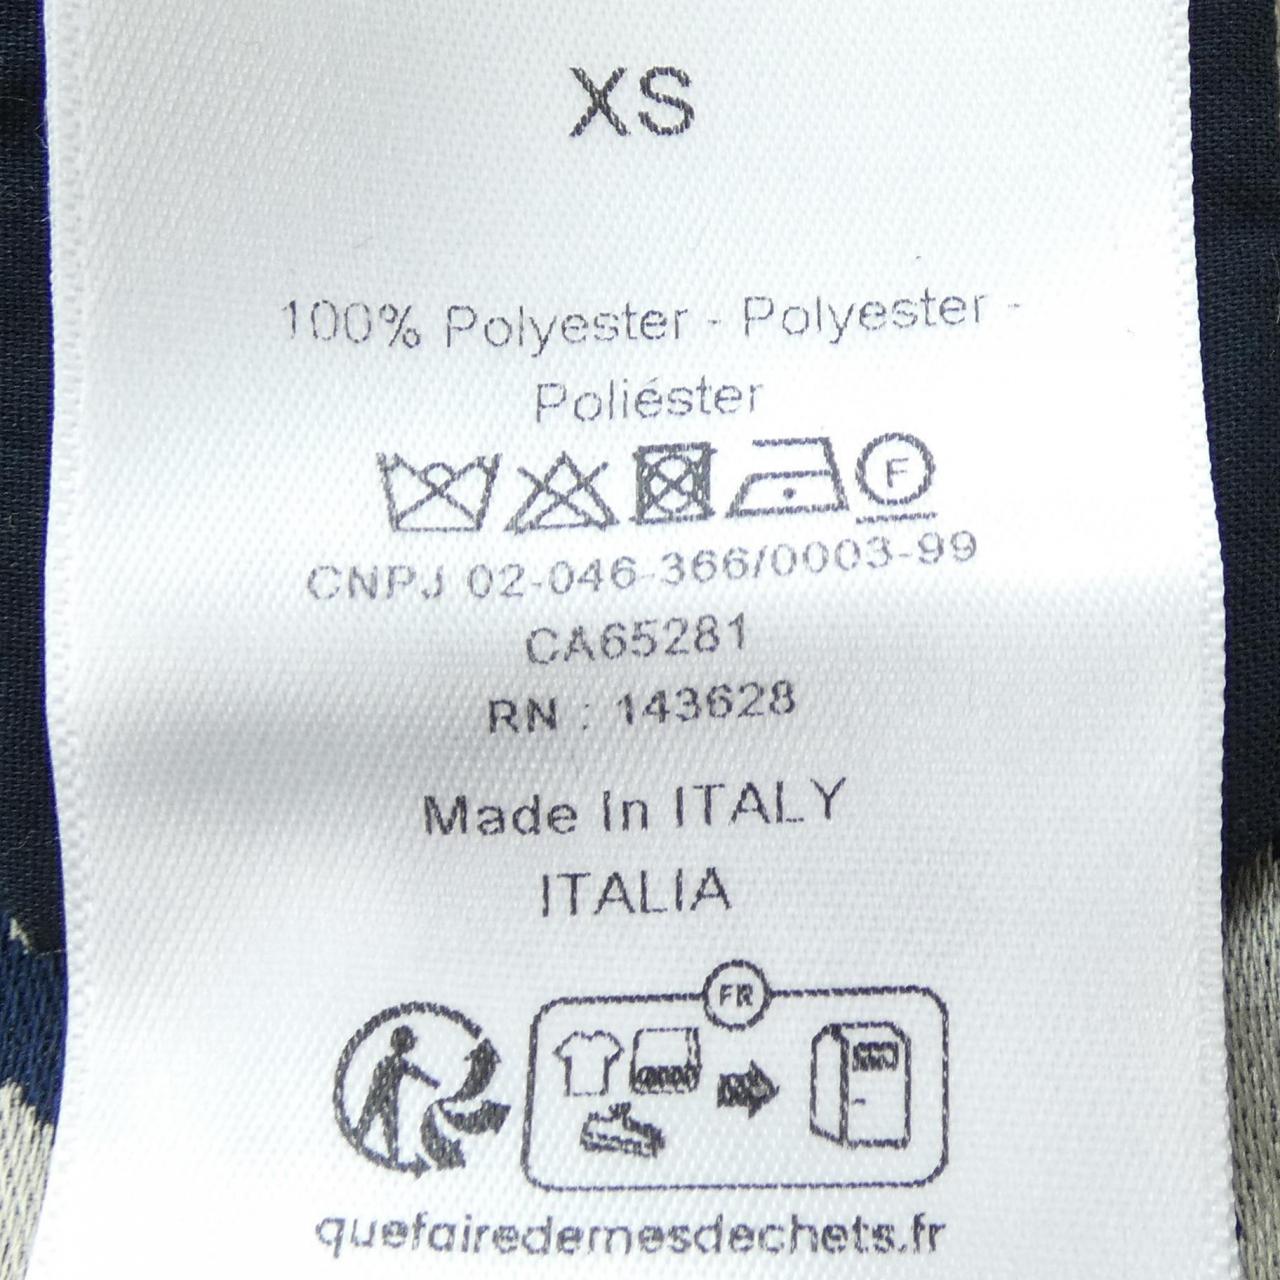 XS
100% Polyester - Polyester -
Poliéster
F
CNPJ 02-046-366/0003-99
CA65281
RN : 143628
Made In ITALY
ITALIA
FR
quefairedemesdechets.fr